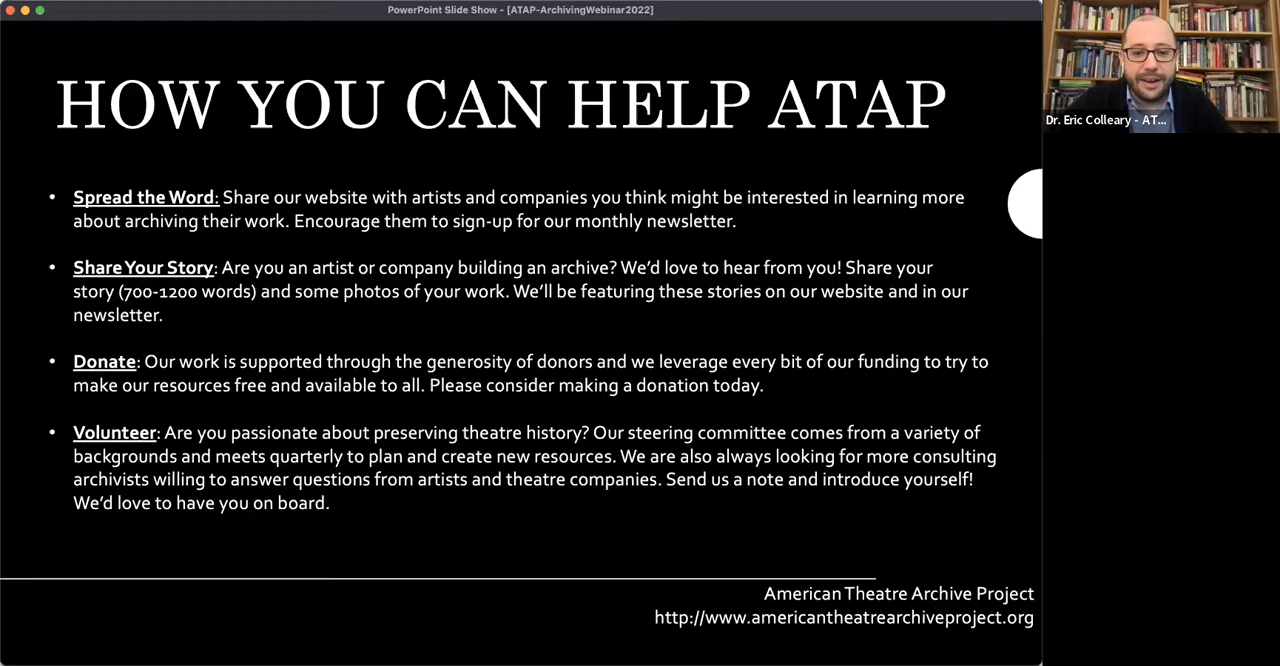 PowerPoint Slide Show - [ATAP-ArchivingWebinar2022]
HOW YOU CAN HELP ATAP
Dr. Eric Colleary - AT...
• Spread the Word: Share our website with artists and companies you think might be interested in learning more
about archiving their work. Encourage them to sign-up for our monthly newsletter.
• Share Your Story: Are you an artist or company building an archive? We'd love to hear from you! Share your
story (700-1200 words) and some photos of your work. We'll be featuring these stories on our website and in our
newsletter.
• Donate: Our work is supported through the generosity of donors and we leverage every bit of our funding to try to
make our resources free and available to all. Please consider making a donation today.
• Volunteer: Are you passionate about preserving theatre history? Our steering committee comes from a variety of
backgrounds and meets quarterly to plan and create new resources. We are also always looking for more consulting
archivists willing to answer questions from artists and theatre companies. Send us a note and introduce yourself!
We'd love to have you on board.
American Theatre Archive Project
http://www.americantheatrearchiveproject.org